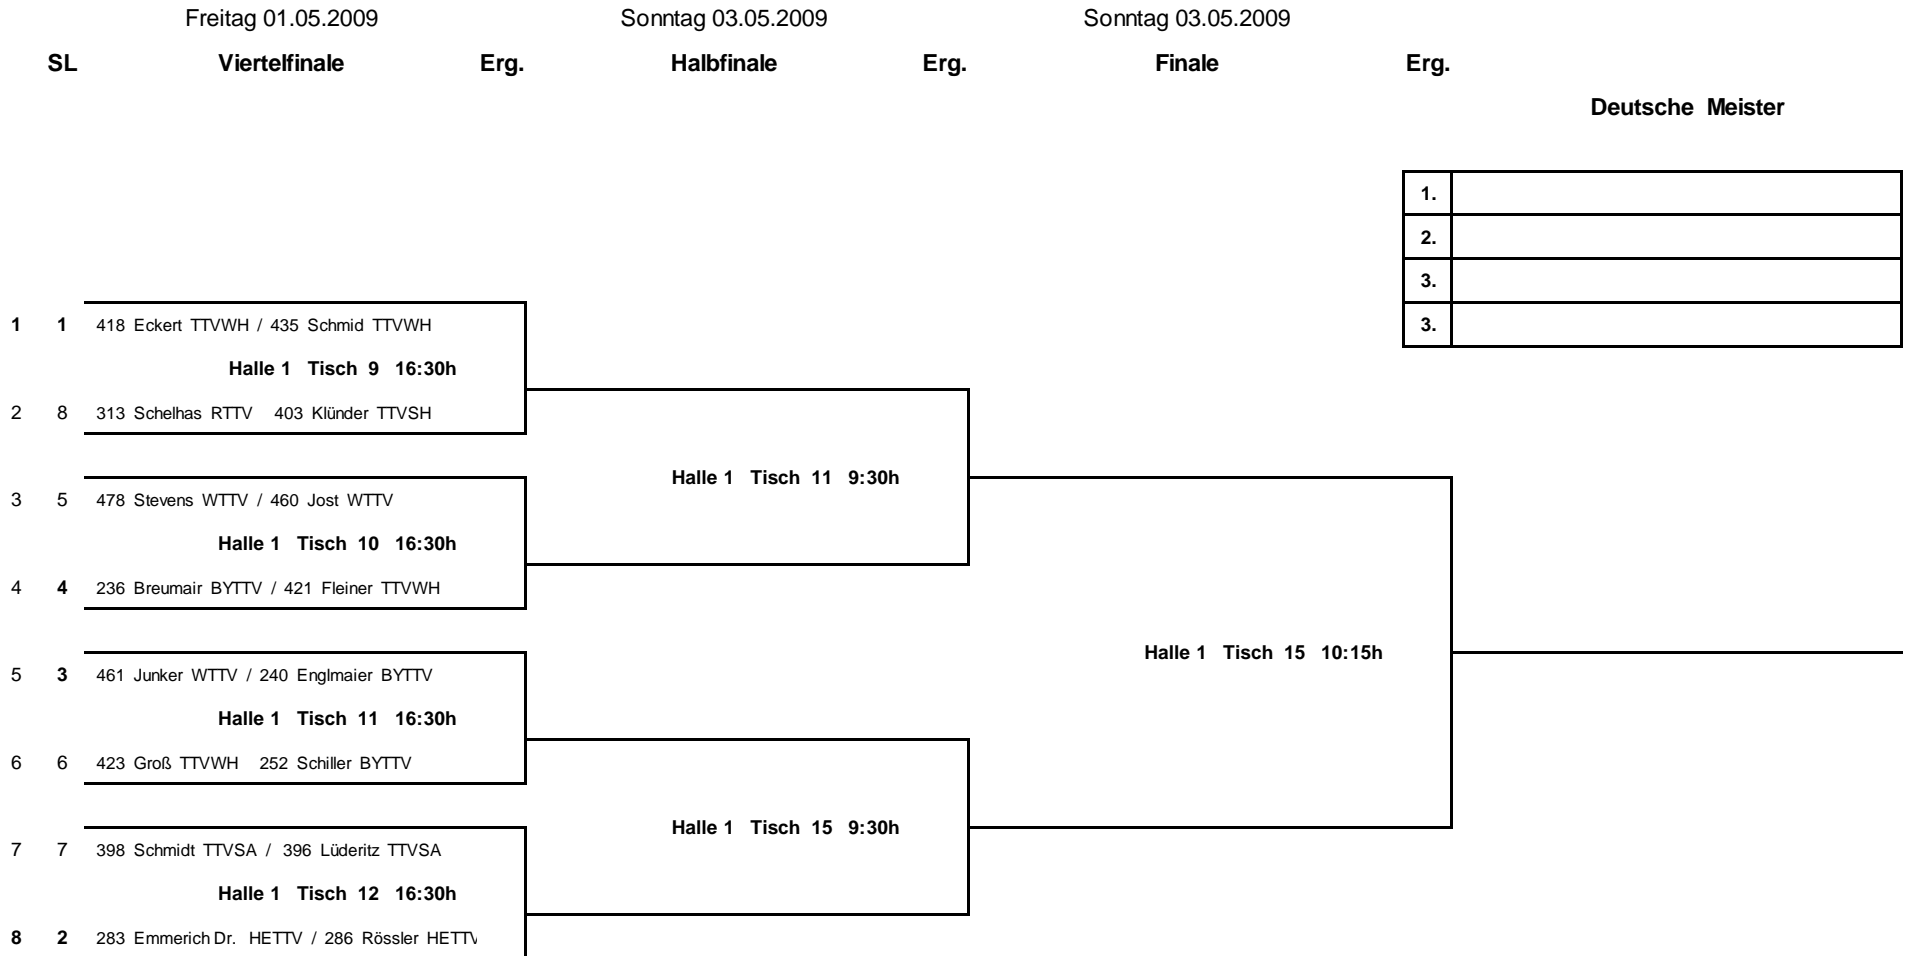 Freitag 01.05.2009 Sonntag 03.05.2009 Sonntag 03.05.2009
SL Viertelfinale Erg. Halbfinale Erg. Finale Erg.
Deutsche Meister
1.
2.
3.
3.
1 1 418 Eckert TTVWH / 435 Schmid TTVWH
Halle 1 Tisch 9 16:30h
2 8 313 Schelhas RTTV 403 Klünder TTVSH
Halle 1 Tisch 11 9:30h
3 5 478 Stevens WTTV / 460 Jost WTTV
Halle 1 Tisch 10 16:30h
4 4 236 Breumair BYTTV / 421 Fleiner TTVWH
Halle 1 Tisch 15 10:15h
5 3 461 Junker WTTV / 240 Englmaier BYTTV
Halle 1 Tisch 11 16:30h
6 6 423 Groß TTVWH 252 Schiller BYTTV
Halle 1 Tisch 15 9:30h
7 7 398 Schmidt TTVSA / 396 Lüderitz TTVSA
Halle 1 Tisch 12 16:30h
8 2 283 Emmerich Dr. HETTV / 286 Rössler HETTV